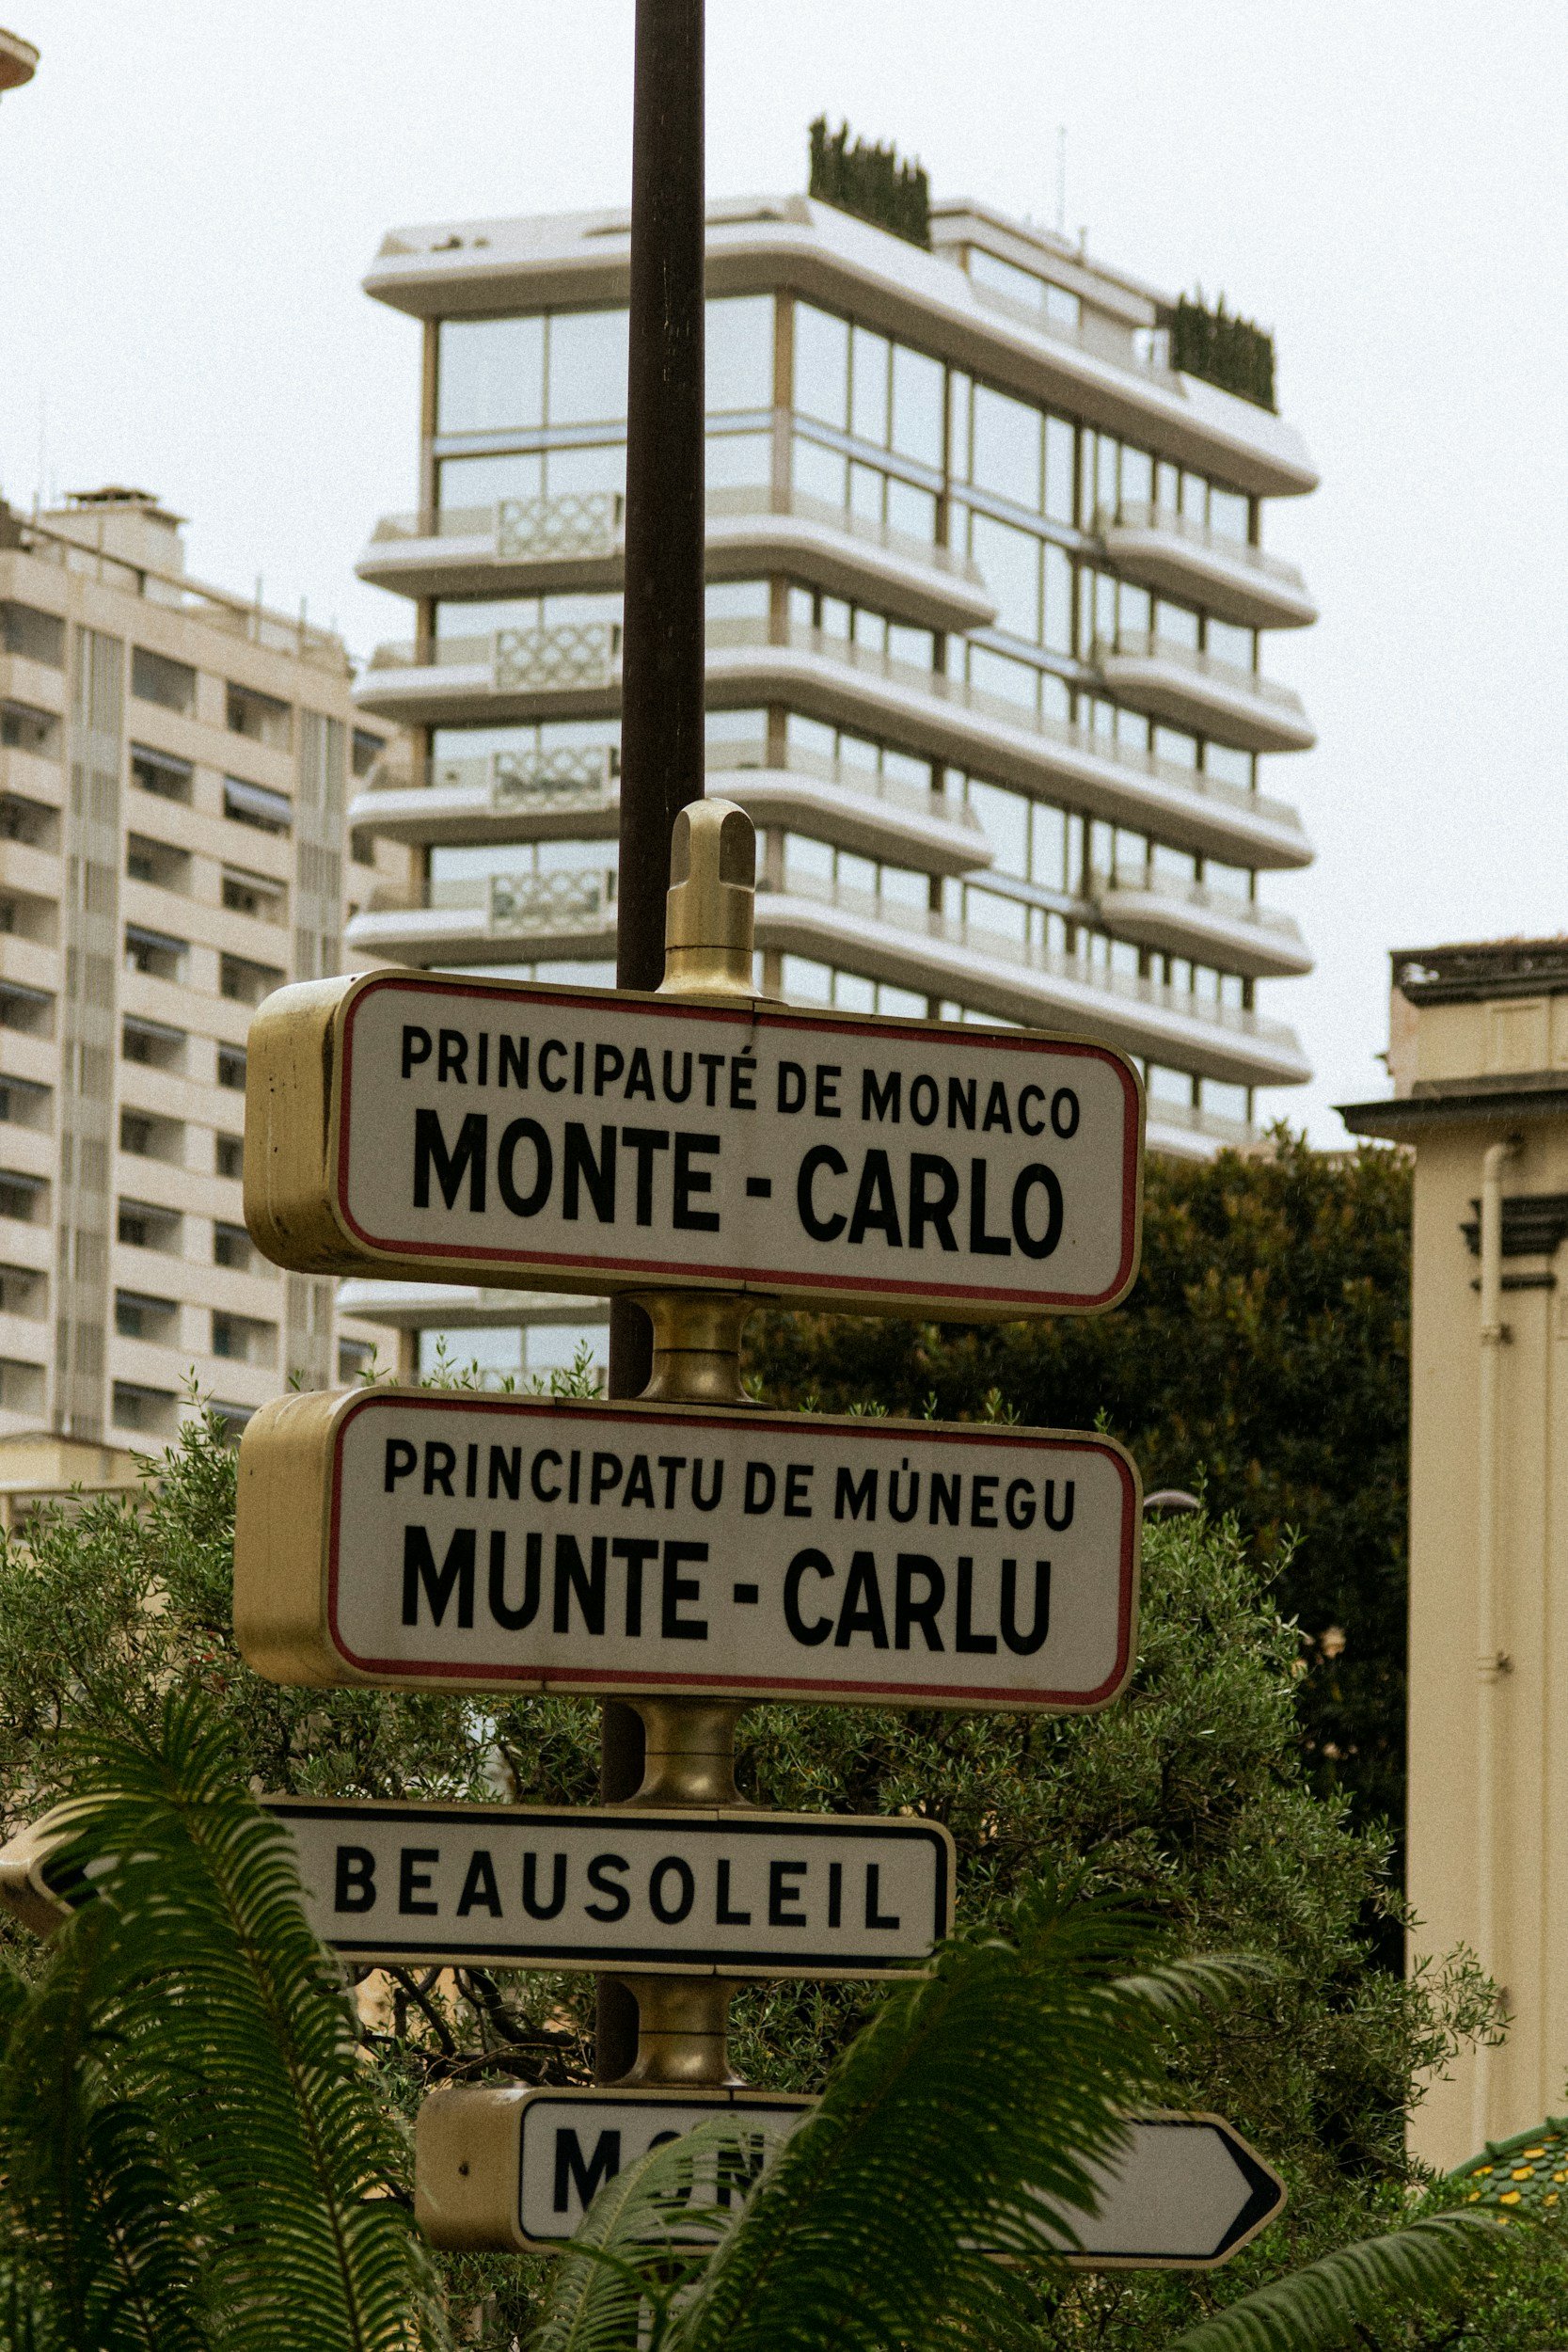 PRINCIPAUTÉ DE MONACO
MONTE - CARLO
PRINCIPATU DE MÚNEGU
MUNTE - CARLU
BEAUSOLEIL